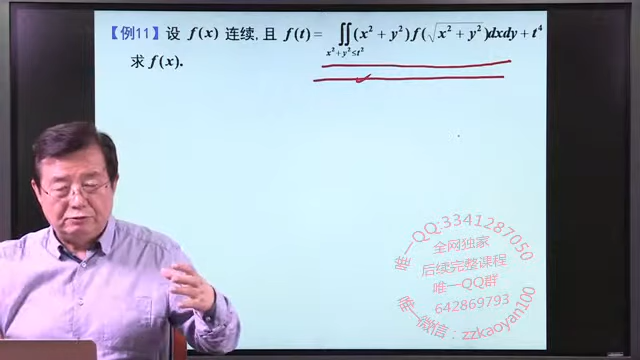 【例11】设 f(x) 连续,且 f(t) = ∬(x² + y²)f(√x² + y²)dxdy + t⁴
x² + y² ≤ t²
求 f(x).
唯一QQ:3341287050
全网独家
后续完整课程
唯一QQ群
642869793
唯一微信:zzkaoyan100